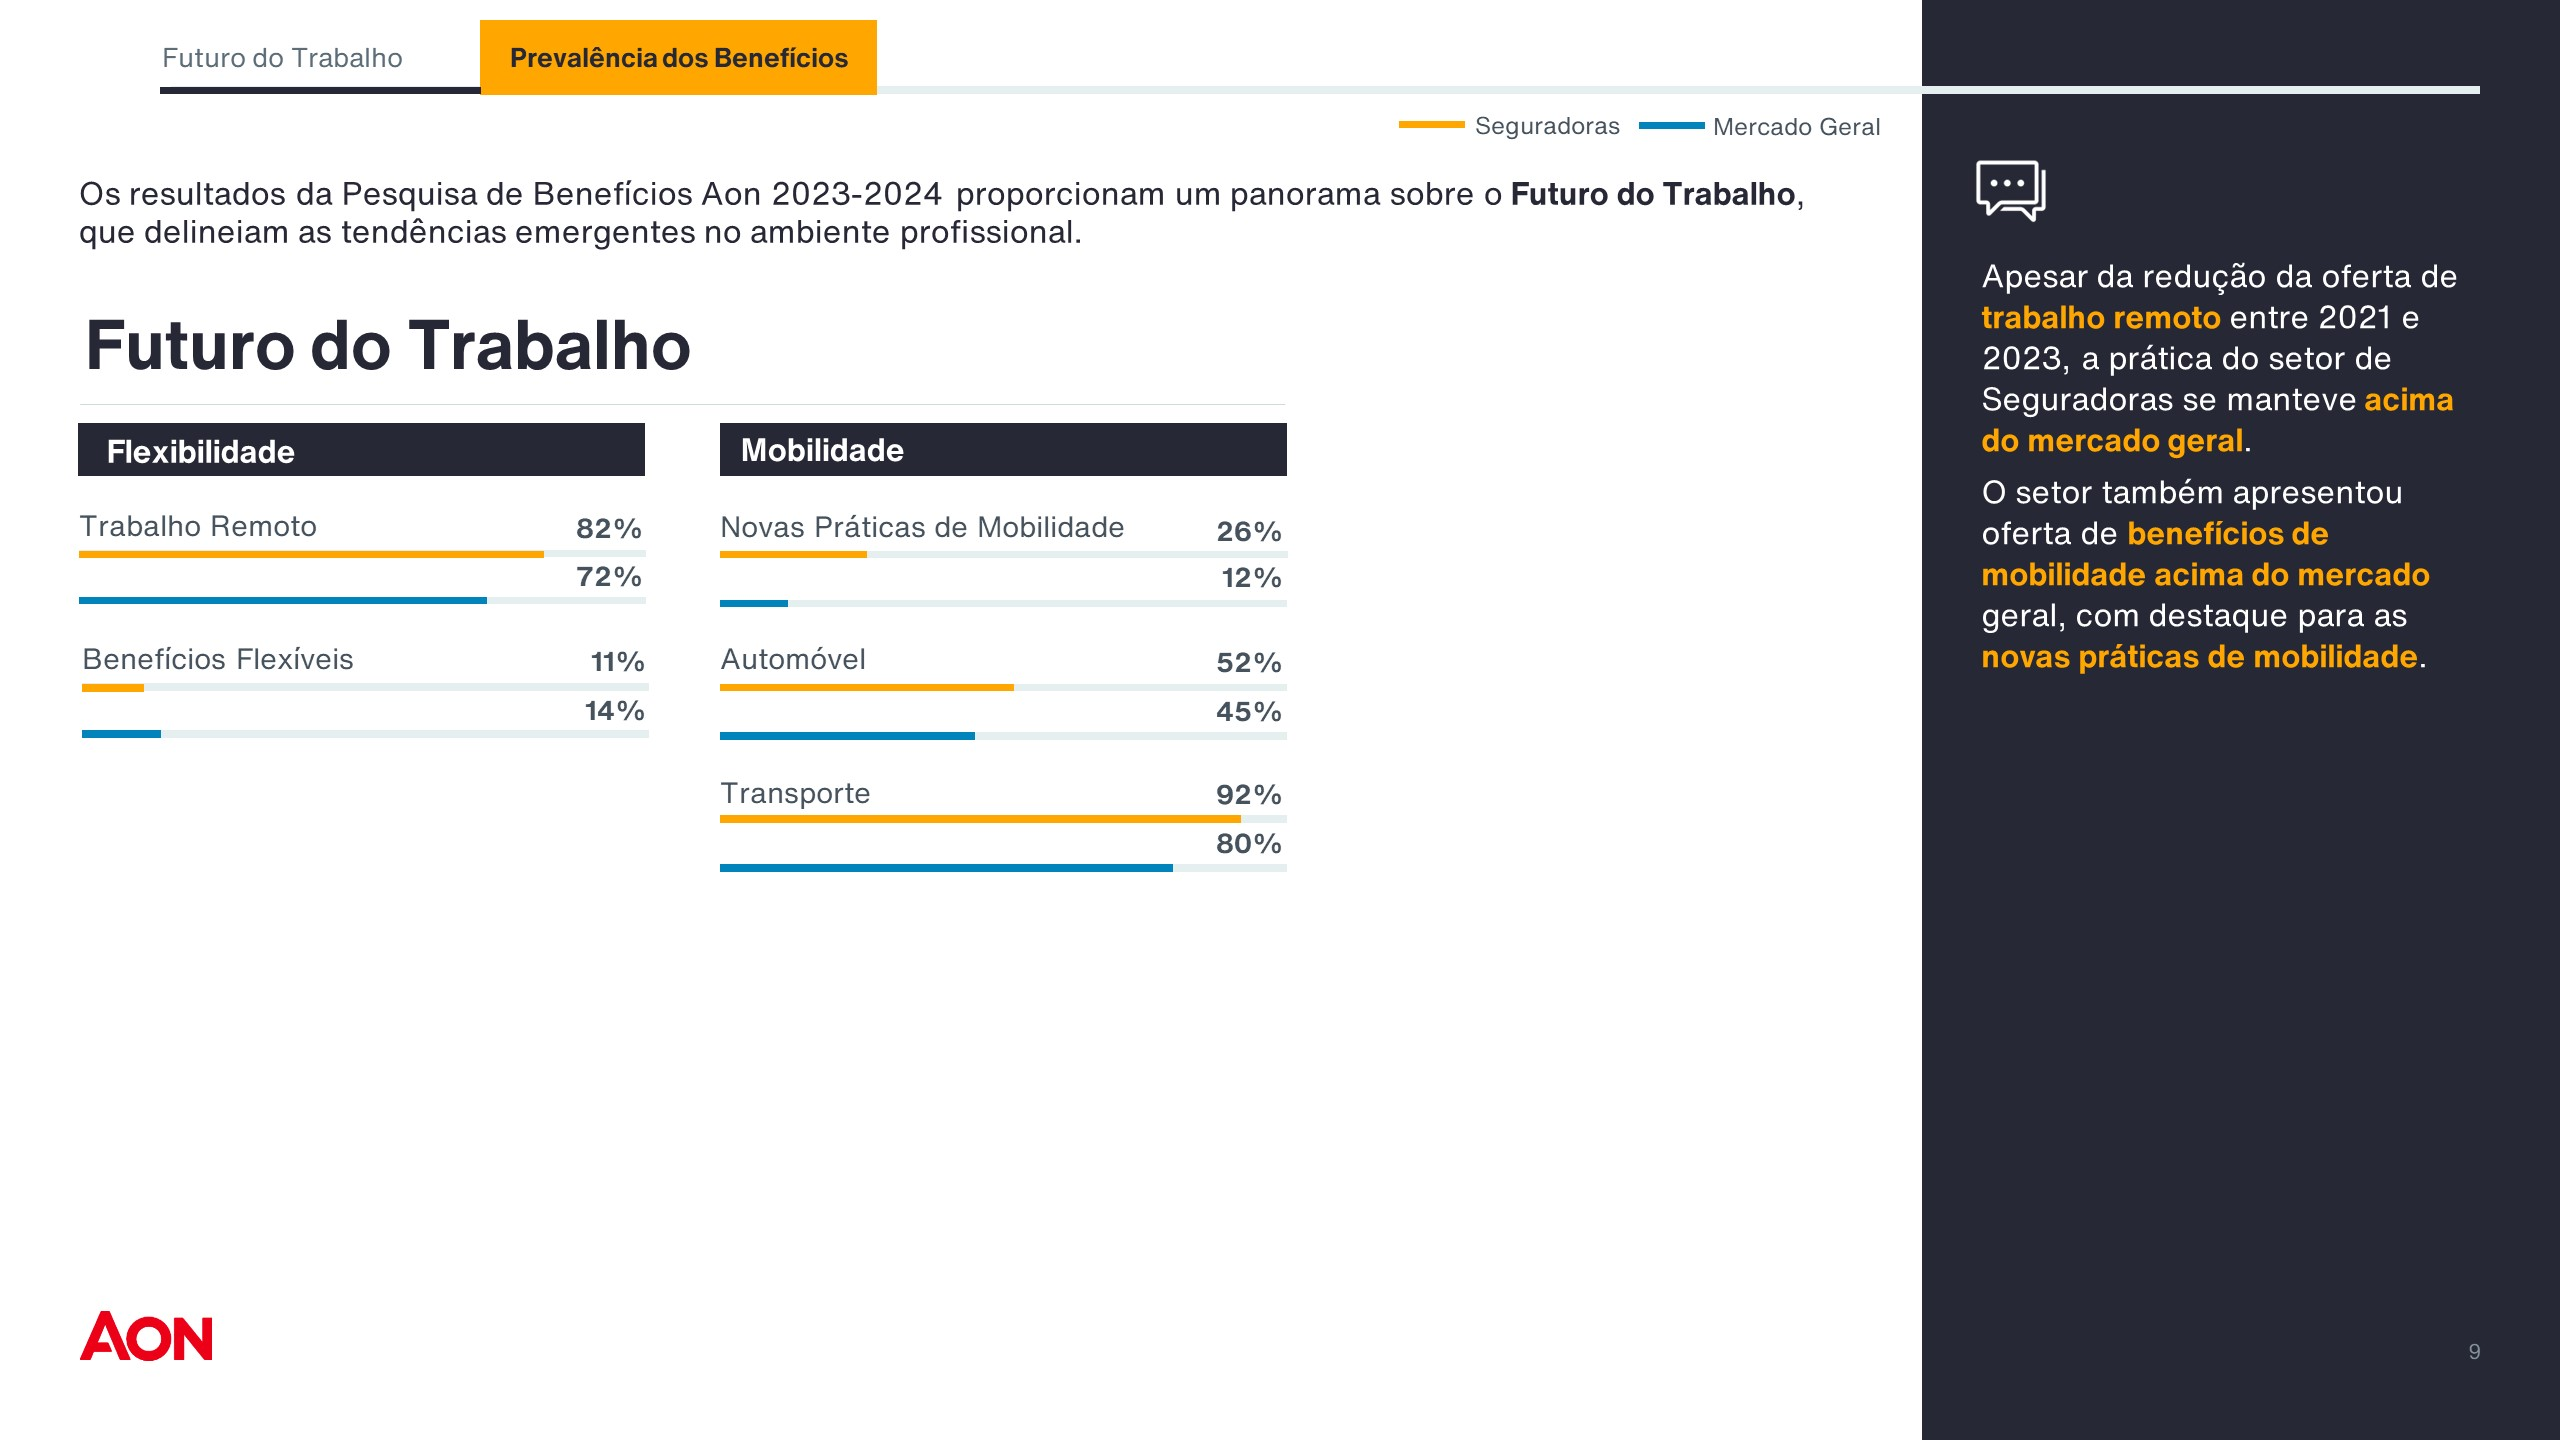 Futuro do Trabalho
Prevalência dos Benefícios
Seguradoras
Mercado Geral
Os resultados da Pesquisa de Benefícios Aon 2023-2024 proporcionam um panorama sobre o Futuro do Trabalho,
que delineiam as tendências emergentes no ambiente profissional.
Futuro do Trabalho
Flexibilidade
Trabalho Remoto 82%
72%
Benefícios Flexíveis 11%
14%
Mobilidade
Novas Práticas de Mobilidade 26%
12%
Automóvel 52%
45%
Transporte 92%
80%
Apesar da redução da oferta de
trabalho remoto entre 2021 e
2023, a prática do setor de
Seguradoras se manteve acima
do mercado geral.
O setor também apresentou
oferta de benefícios de
mobilidade acima do mercado
geral, com destaque para as
novas práticas de mobilidade.
AON
9